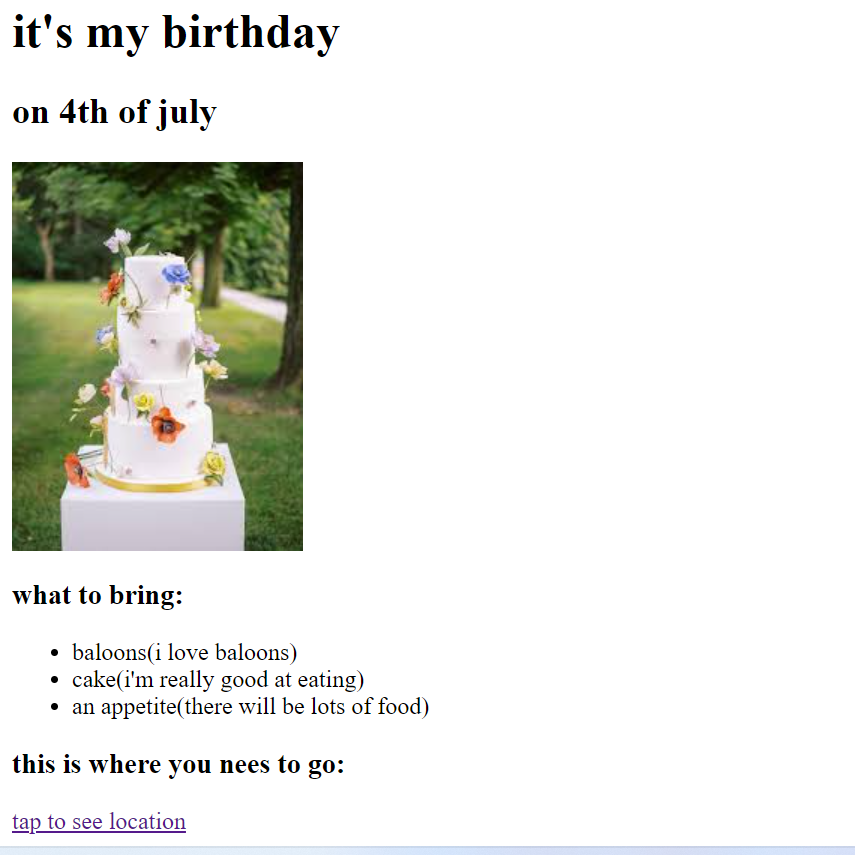 it's my birthday
on 4th of july
what to bring:
baloons(i love baloons)
cake(i'm really good at eating)
an appetite(there will be lots of food)
this is where you nees to go:
tap to see location